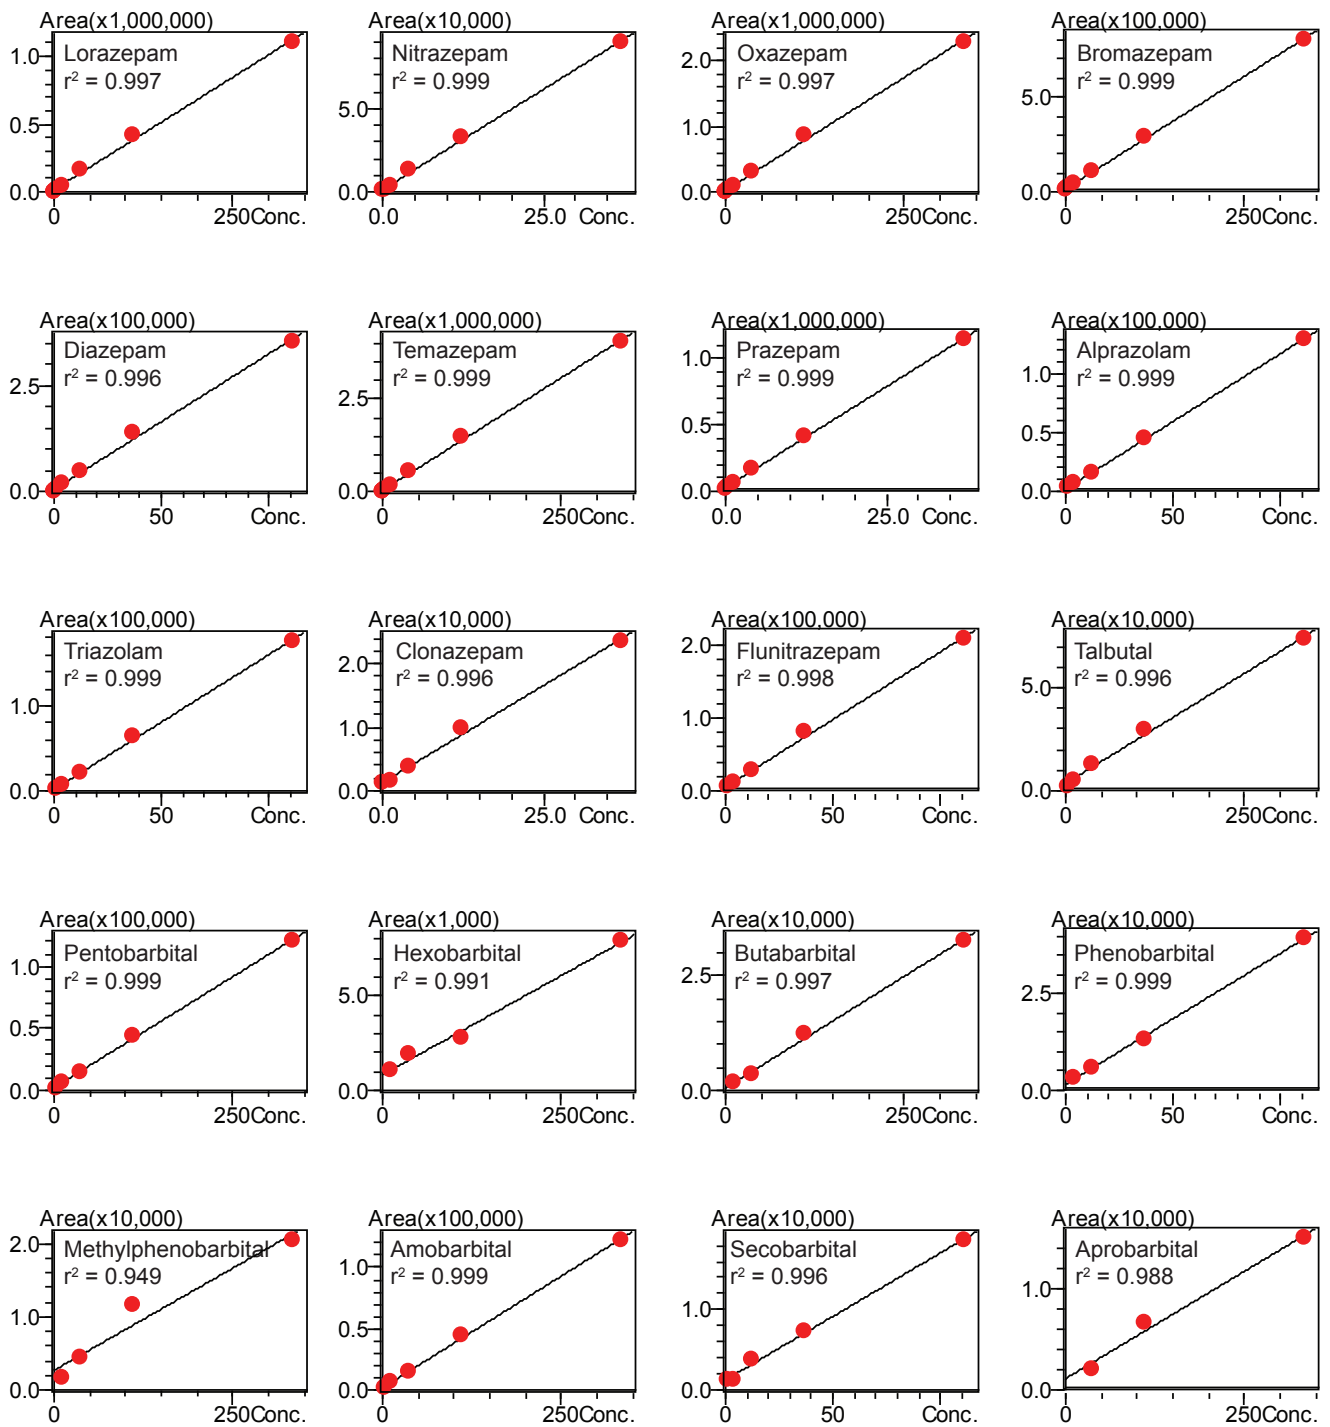 Area(x1,000,000)
Lorazepam
r² = 0.997
1.0
0.5
0.0
0 250Conc.
Area(x10,000)
Nitrazepam
r² = 0.999
5.0
0.0
0.0 25.0 Conc.
Area(x1,000,000)
Oxazepam
r² = 0.997
2.0
1.0
0.0
0 250Conc.
Area(x100,000)
Bromazepam
r² = 0.999
5.0
0.0
0 250Conc.
Area(x100,000)
Diazepam
r² = 0.996
2.5
0.0
0 50 Conc.
Area(x1,000,000)
Temazepam
r² = 0.999
2.5
0.0
0 250Conc.
Area(x1,000,000)
Prazepam
r² = 0.999
1.0
0.5
0.0
0.0 25.0 Conc.
Area(x100,000)
Alprazolam
r² = 0.999
1.0
0.5
0.0
0 50 Conc.
Area(x100,000)
Triazolam
r² = 0.999
1.0
0.0
0 50 Conc.
Area(x10,000)
Clonazepam
r² = 0.996
2.0
1.0
0.0
0.0 25.0 Conc.
Area(x100,000)
Flunitrazepam
r² = 0.998
2.0
1.0
0.0
0 50 Conc.
Area(x10,000)
Talbutal
r² = 0.996
5.0
0.0
0 250Conc.
Area(x100,000)
Pentobarbital
r² = 0.999
1.0
0.5
0.0
0 250Conc.
Area(x1,000)
Hexobarbital
r² = 0.991
5.0
0.0
0 250Conc.
Area(x10,000)
Butabarbital
r² = 0.997
2.5
0.0
0 250Conc.
Area(x10,000)
Phenobarbital
r² = 0.999
2.5
0.0
0 50 Conc.
Area(x10,000)
Methylphenobarbital
r² = 0.949
2.0
1.0
0.0
0 250Conc.
Area(x100,000)
Amobarbital
r² = 0.999
1.0
0.5
0.0
0 250Conc.
Area(x10,000)
Secobarbital
r² = 0.996
1.0
0.0
0 50 Conc.
Area(x10,000)
Aprobarbital
r² = 0.988
1.0
0.0
0 250Conc.